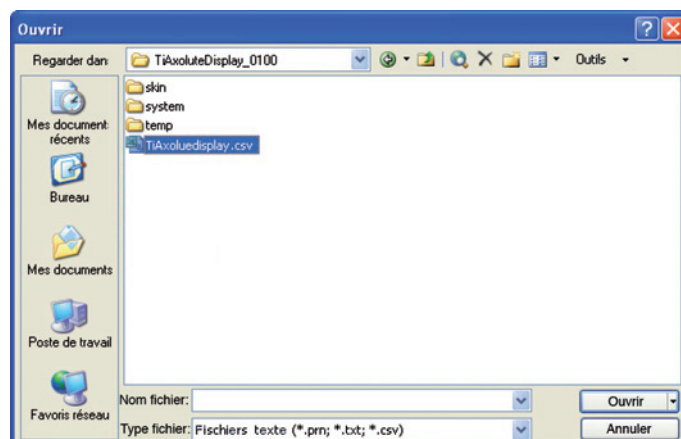 Ouvrir
Regarder dan:
TiAxoluteDisplay_0100
Outils
skin
system
temp
TiAxoluedisplay.csv
Mes document
récents
Bureau
Mes documents
Poste de travail
Favoris réseau
Nom fichier:
Ouvrir
Type fichier: Fischiers texte (*.prn; *.txt; *.csv)
Annuler